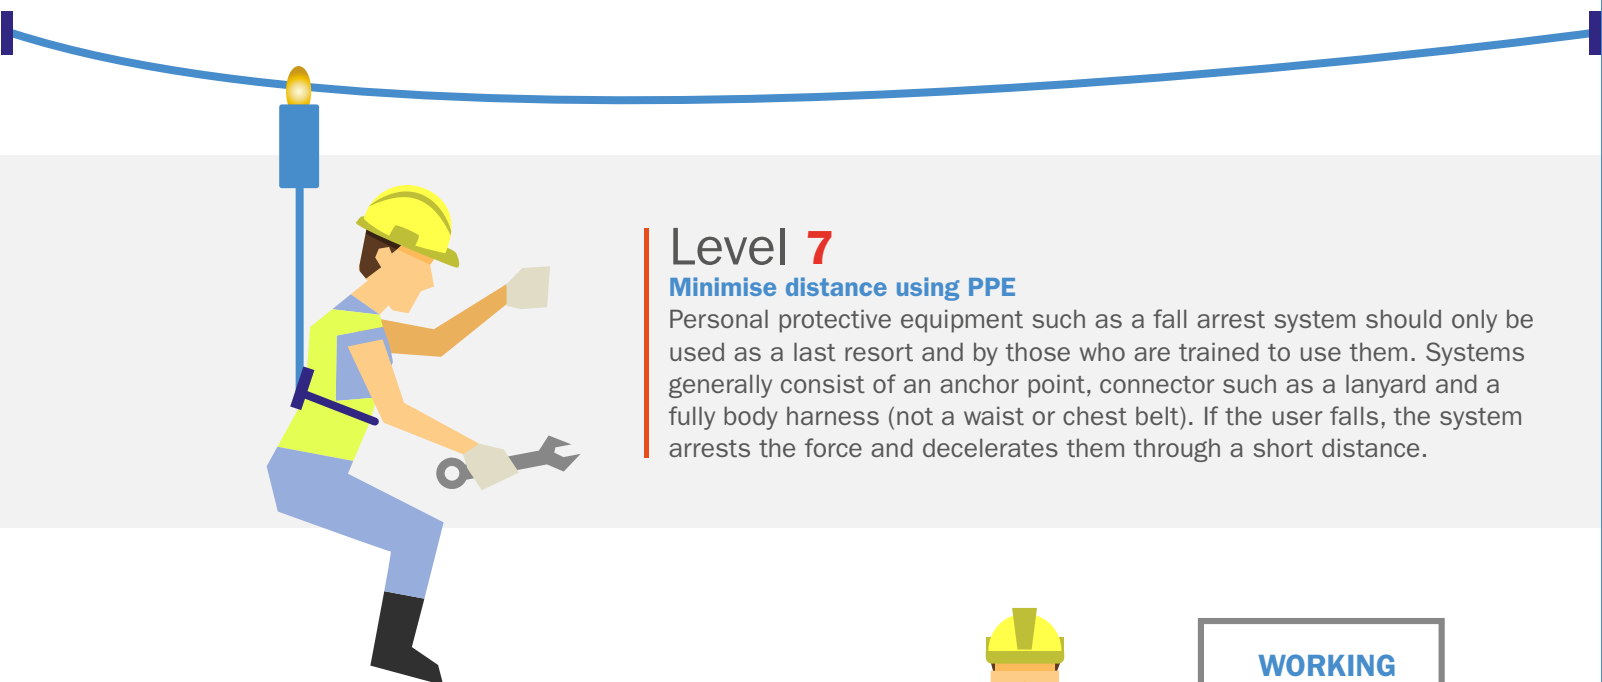 Level 7
Minimise distance using PPE
Personal protective equipment such as a fall arrest system should only be
used as a last resort and by those who are trained to use them. Systems
generally consist of an anchor point, connector such as a lanyard and a
fully body harness (not a waist or chest belt). If the user falls, the system
arrests the force and decelerates them through a short distance.
WORKING